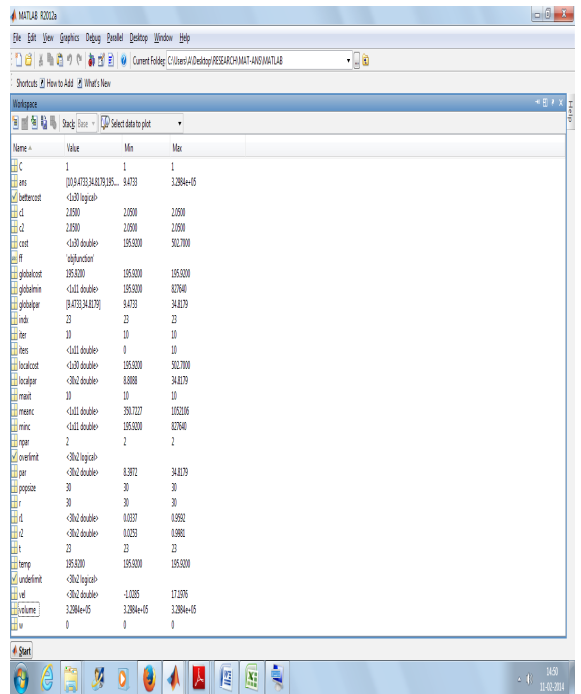 MATLAB R2012a
File Edit View Graphics Debug Parallel Desktop Window Help
Current Folder: C:\Users\A\Desktop\RESEARCH\MAT-ANS\MATLAB
Shortcuts How to Add What's New
Workspace
Stack: Base Select data to plot
Help
Name Value Min Max
C 1 1 1
ans [10,9.4733,34.8179,195.... 9.4733 3.2984e+05
bettercost <1x30 logical>
c1 2.0500 2.0500 2.0500
c2 2.0500 2.0500 2.0500
cost <1x30 double> 195.9200 502.7000
ff 'objfunction'
globalcost 195.9200 195.9200 195.9200
globalmin <1x11 double> 195.9200 827640
globalpar [9.4733,34.8179] 9.4733 34.8179
indx 23 23 23
iter 10 10 10
iters <1x11 double> 0 10
localcost <1x30 double> 195.9200 502.7000
localpar <30x2 double> 8.8088 34.8179
maxit 10 10 10
meanc <1x11 double> 350.7227 1052106
minc <1x11 double> 195.9200 827640
npar 2 2 2
overlimit <30x2 logical>
par <30x2 double> 8.3972 34.8179
popsize 30 30 30
r 30 30 30
r1 <30x2 double> 0.0337 0.9592
r2 <30x2 double> 0.0253 0.9981
t 23 23 23
temp 195.9200 195.9200 195.9200
underlimit <30x2 logical>
vel <30x2 double> -1.0285 17.1976
volume 3.2984e+05 3.2984e+05 3.2984e+05
w 0 0 0
Start
14:50
11-02-2014